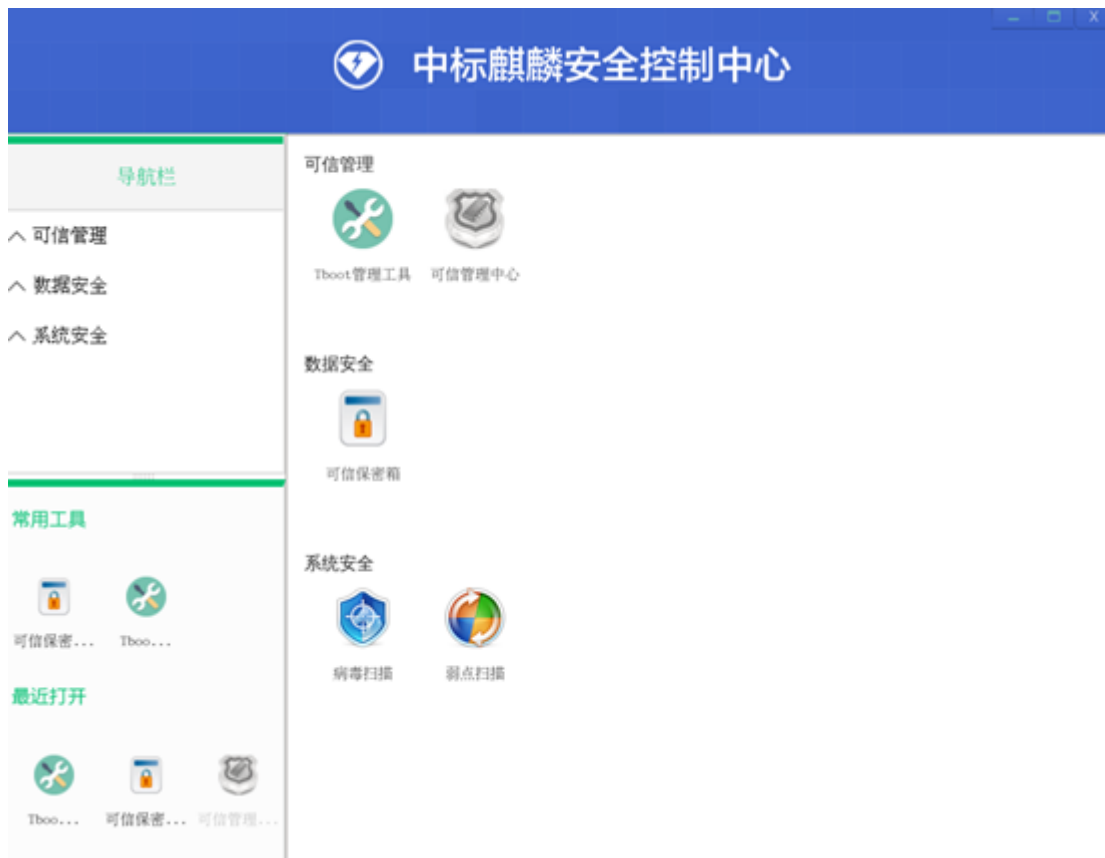 中标麒麟安全控制中心
导航栏
可信管理
数据安全
系统安全
常用工具
可信保密...
Tboo...
最近打开
Tboo...
可信保密...
可信管理...
可信管理
Tboot管理工具
可信管理中心
数据安全
可信保密箱
系统安全
病毒扫描
弱点扫描